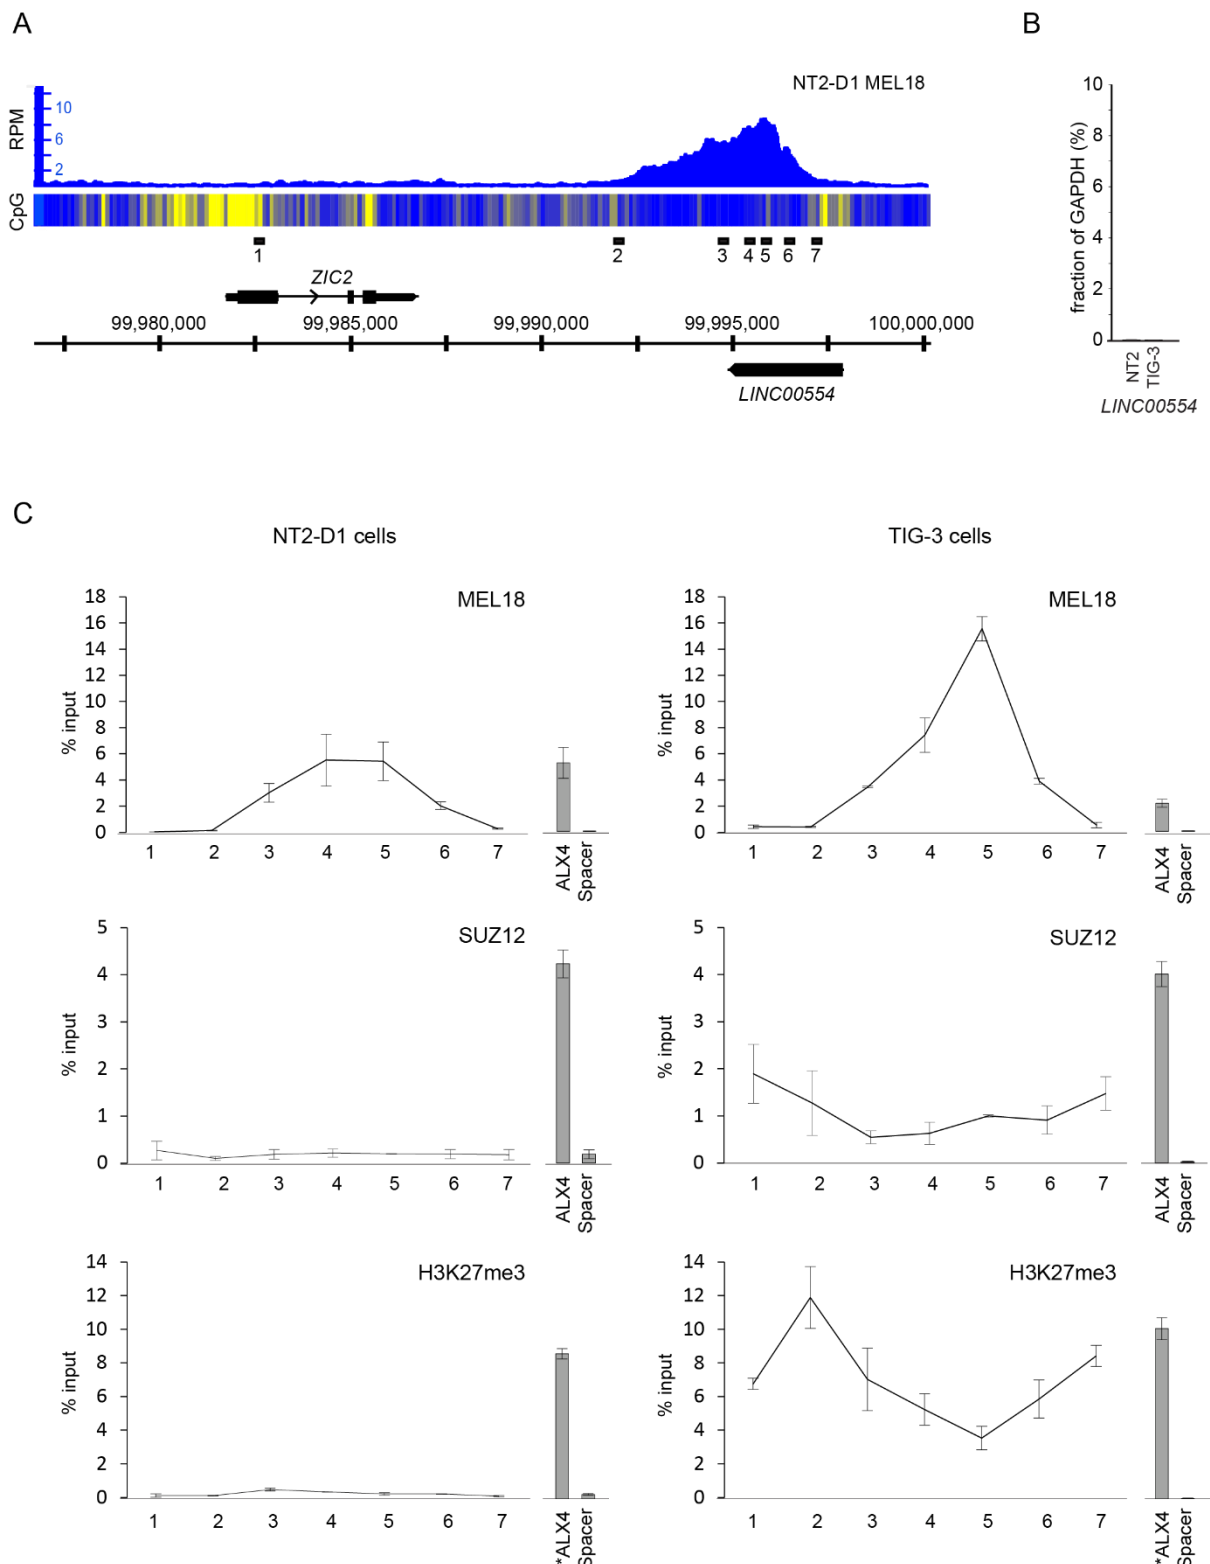 A
NT2-D1 MEL18
RPM
10
6
2
CpG
1
2
3
4
5
6
7
ZIC2
99,980,000
99,985,000
99,990,000
99,995,000
100,000,000
LINC00554
B
fraction of GAPDH (%)
10
8
6
4
2
0
NT2
TIG-3
LINC00554
C
NT2-D1 cells
TIG-3 cells
MEL18
% input
18
16
14
12
10
8
6
4
2
0
1 2 3 4 5 6 7
ALX4
Spacer
MEL18
% input
18
16
14
12
10
8
6
4
2
0
1 2 3 4 5 6 7
ALX4
Spacer
SUZ12
% input
5
4
3
2
1
0
1 2 3 4 5 6 7
ALX4
Spacer
SUZ12
% input
5
4
3
2
1
0
1 2 3 4 5 6 7
ALX4
Spacer
H3K27me3
% input
14
12
10
8
6
4
2
0
1 2 3 4 5 6 7
*ALX4
Spacer
H3K27me3
% input
14
12
10
8
6
4
2
0
1 2 3 4 5 6 7
*ALX4
Spacer